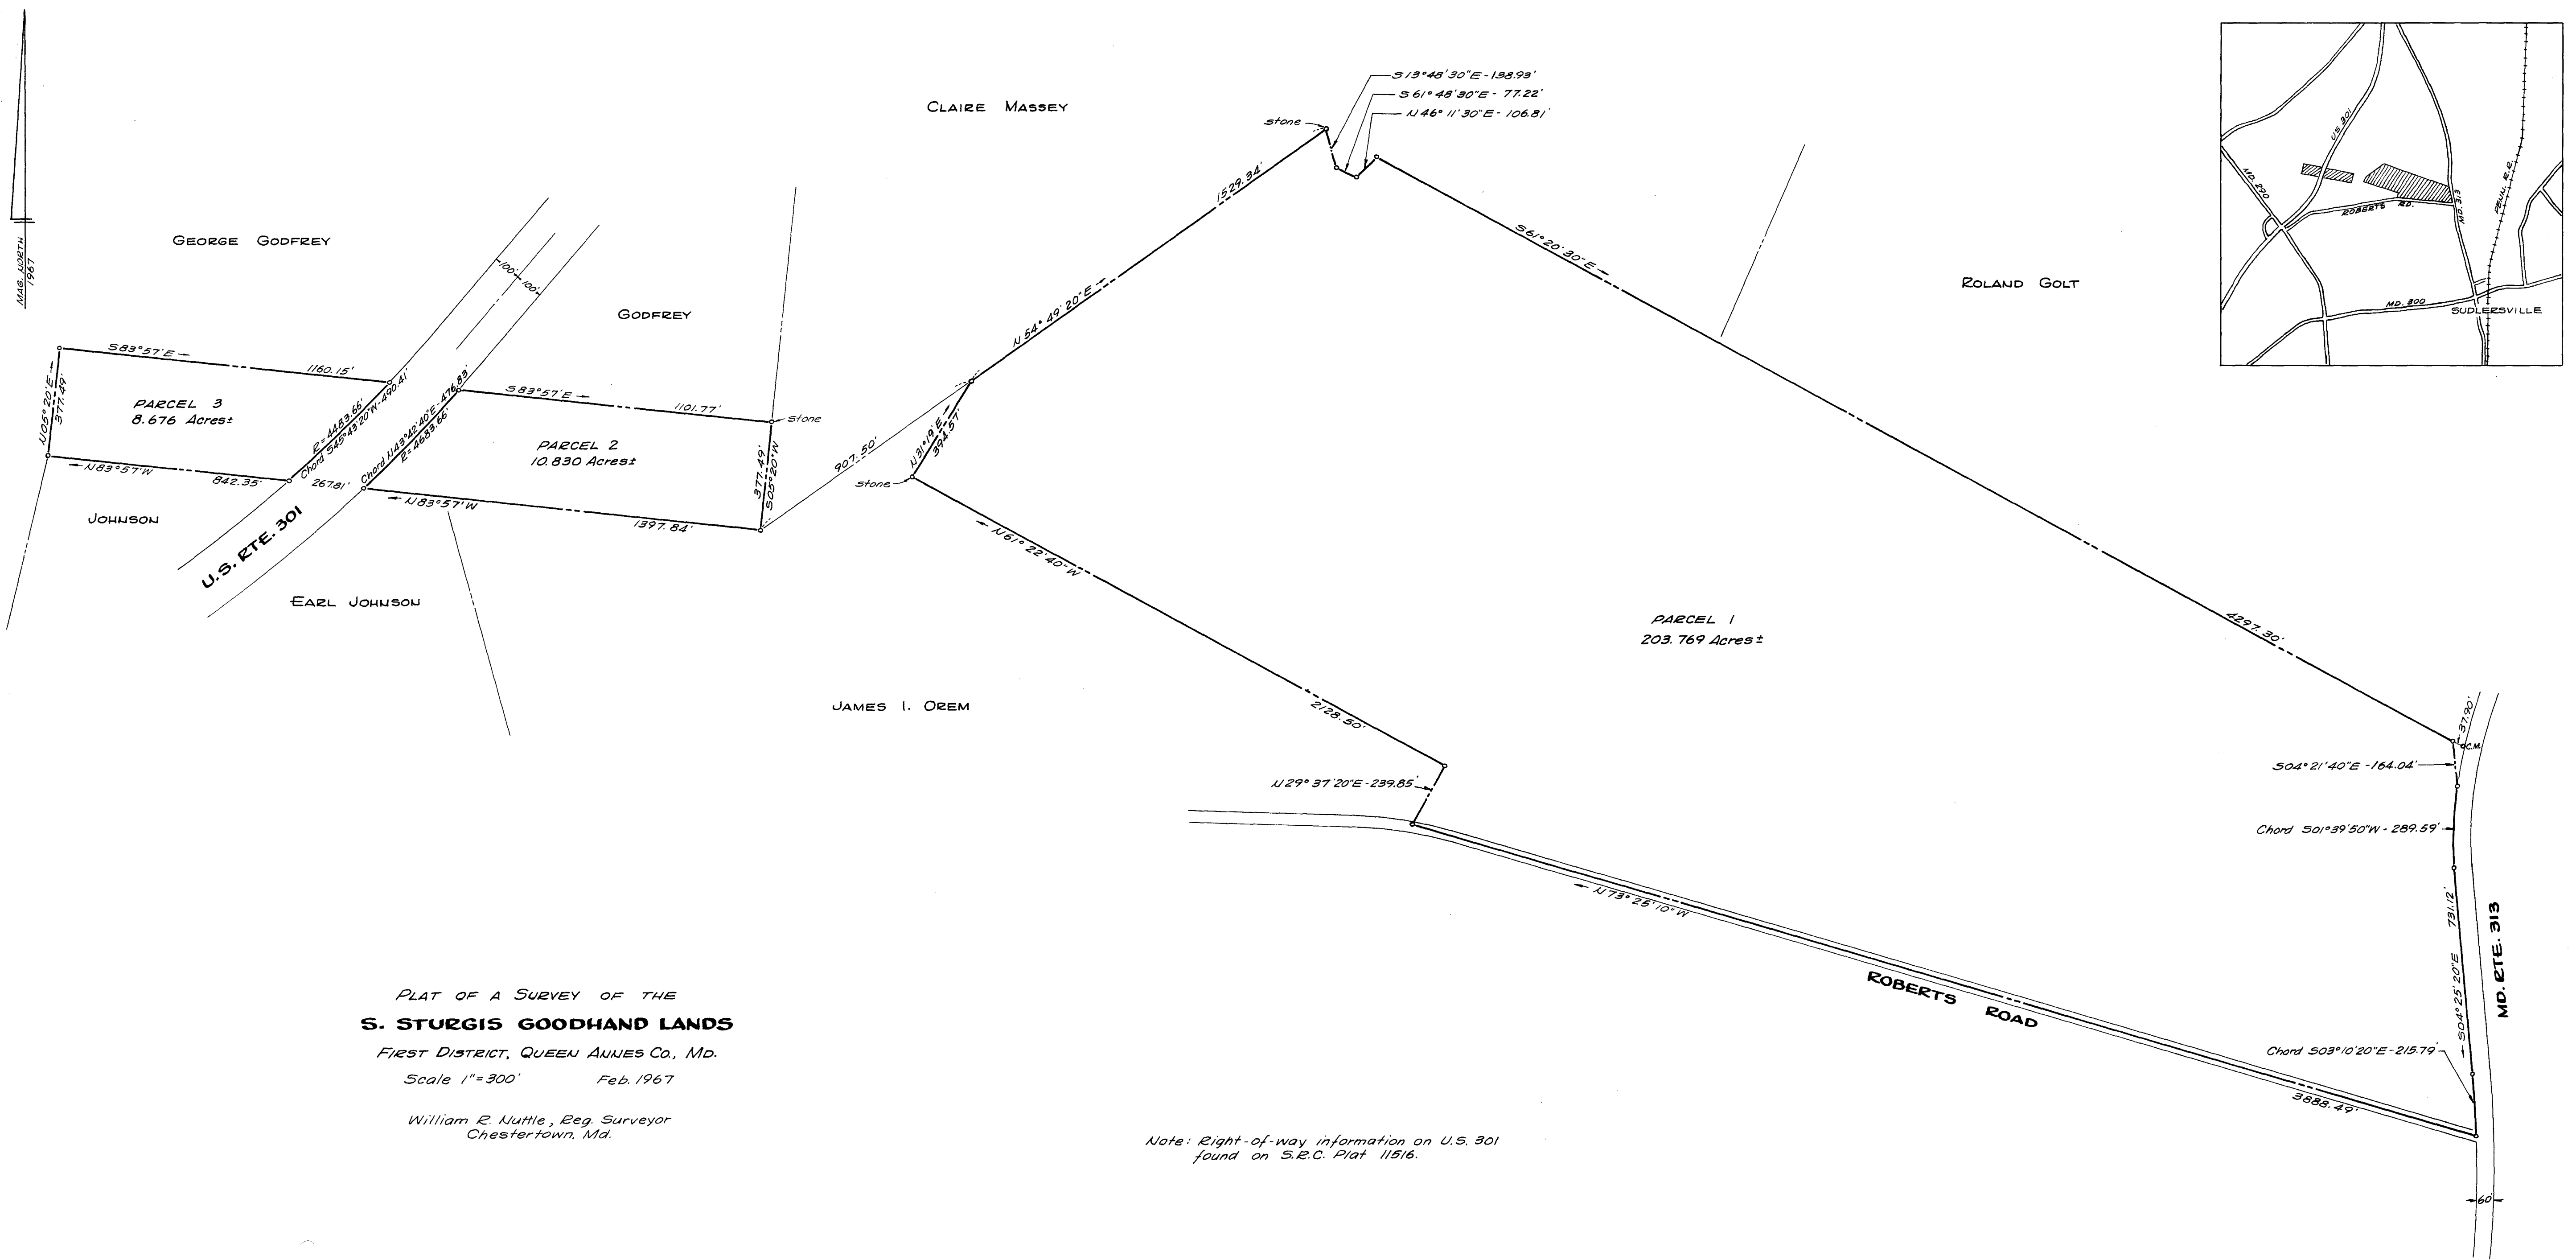 CLAIRE MASSEY
S13°48'30"E-138.93'
S61°48'30"E-77.22'
N46°11'30"E-106.81'
stone
1529.34'
N54°49'20"E
S61°20'30"E
4297.30'
ROLAND GOLT
MAG. NORTH
1967
GEORGE GODFREY
100'
100'
GODFREY
S83°57'E
1160.15'
PARCEL 3
8.676 Acres±
N05°20'E
377.49'
N83°57'W
842.35'
R=4483.66'
Chord S45°43'20"W-490.41'
Chord N43°42'40"E-476.83'
R=4683.66'
267.81'
S83°57'E
1101.77'
stone
PARCEL 2
10.830 Acres±
377.49'
S05°20'W
N83°57'W
1397.84'
907.50'
N31°19'E
394.57'
stone
N61°22'40"W
2128.50'
JOHNSON
U.S. RTE. 301
EARL JOHNSON
JAMES I. OREM
PARCEL 1
203.769 Acres±
N29°37'20"E-239.85'
N73°25'10"W
3888.49'
ROBERTS ROAD
37.90'
C.M.
S04°21'40"E-164.04'
Chord S01°39'50"W-289.59'
731.12'
S04°25'20"E
Chord S03°10'20"E-215.79'
MD. RTE. 313
60'
U.S. 301
MD. 290
ROBERTS RD.
MD. 313
PENN. R.R.
MD. 300
SUDLERSVILLE
PLAT OF A SURVEY OF THE
S. STURGIS GOODHAND LANDS
FIRST DISTRICT, QUEEN ANNES CO., MD.
Scale 1"=300' Feb. 1967
William R. Nuttle, Reg. Surveyor
Chestertown, Md.
Note: Right-of-way information on U.S. 301
found on S.R.C. Plat 11516.